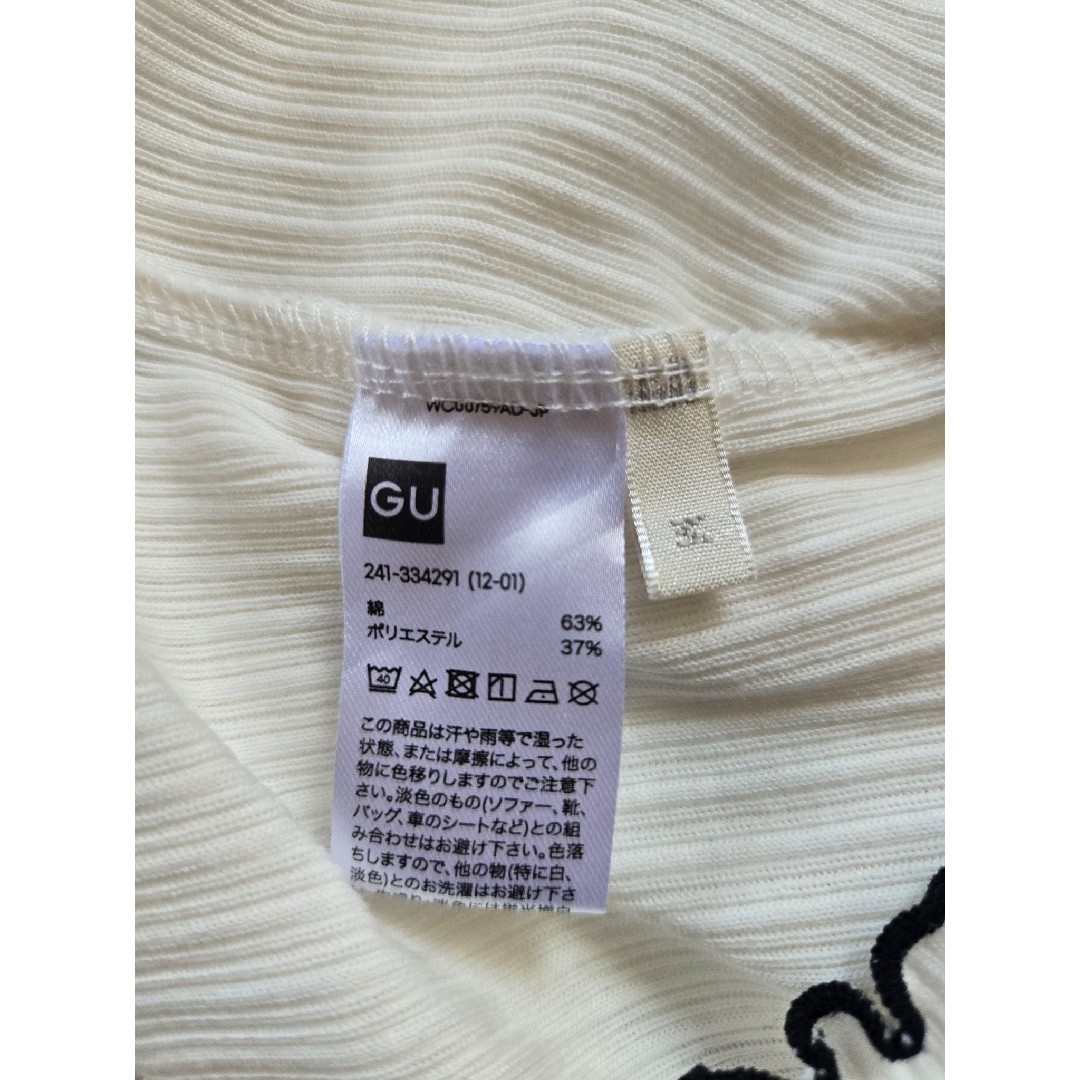 GU
241-334291 (12-01)
綿 63%
ポリエステル 37%
40
この商品は汗や雨等で湿った
状態、または摩擦によって、他の
物に色移りしますのでご注意下
さい。淡色のもの(ソファー、靴、
バッグ、車のシートなど)との組
み合わせはお避け下さい。色落
ちしますので、他の物(特に白、
淡色)とのお洗濯はお避け下さ